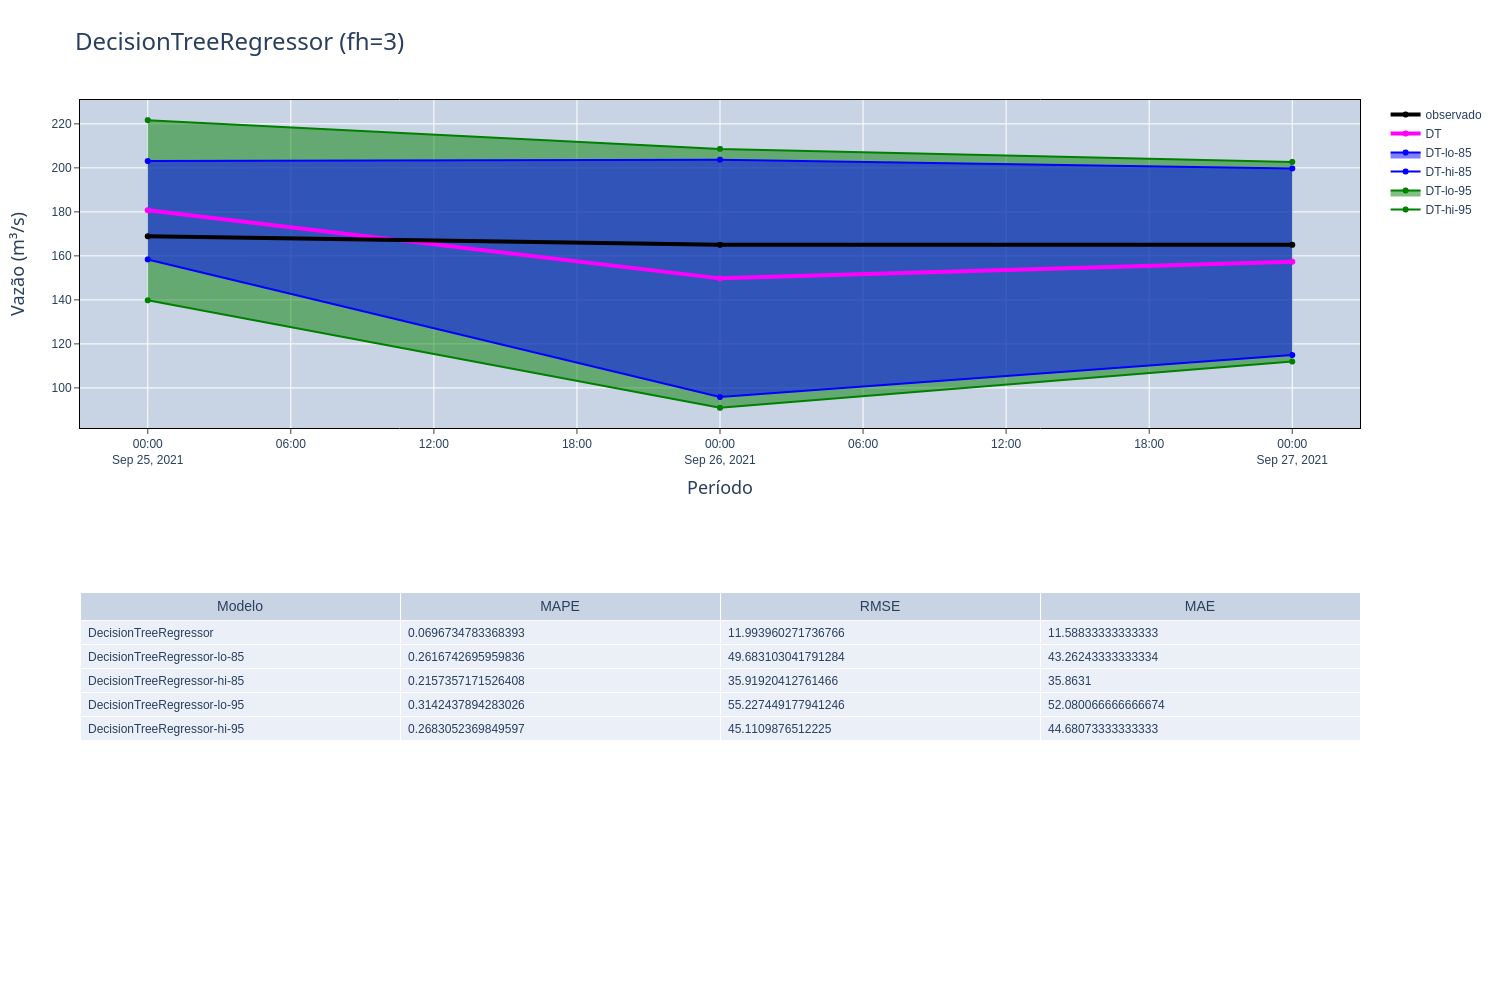 DecisionTreeRegressor (fh=3)
Vazão (m³/s)
220
200
180
160
140
120
100
00:00 06:00 12:00 18:00 00:00 06:00 12:00 18:00 00:00
Sep 25, 2021 Sep 26, 2021 Sep 27, 2021
Período
observado
DT
DT-lo-85
DT-hi-85
DT-lo-95
DT-hi-95
Modelo MAPE RMSE MAE
DecisionTreeRegressor 0.0696734783368393 11.993960271736766 11.58833333333333
DecisionTreeRegressor-lo-85 0.2616742695959836 49.683103041791284 43.26243333333334
DecisionTreeRegressor-hi-85 0.2157357171526408 35.91920412761466 35.8631
DecisionTreeRegressor-lo-95 0.3142437894283026 55.227449177941246 52.080066666666674
DecisionTreeRegressor-hi-95 0.2683052369849597 45.1109876512225 44.68073333333333